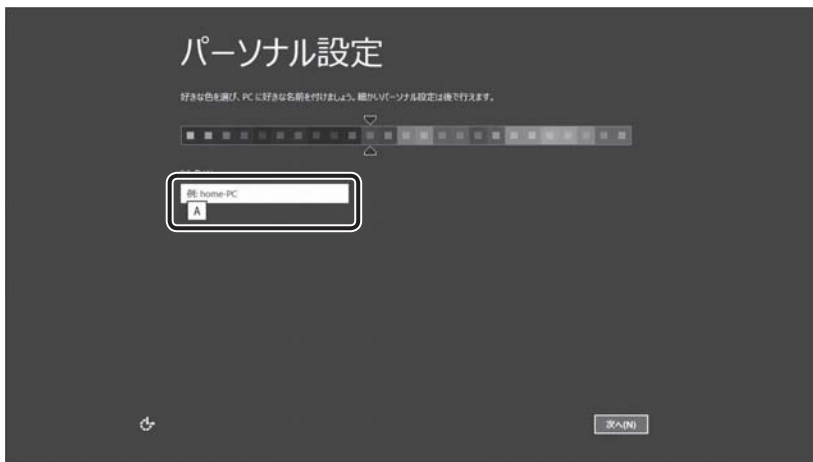 パーソナル設定
好きな色を選び、PC に好きな名前を付けましょう。細かいパーソナル設定は後で行えます。
例: home-PC
A
次へ(N)